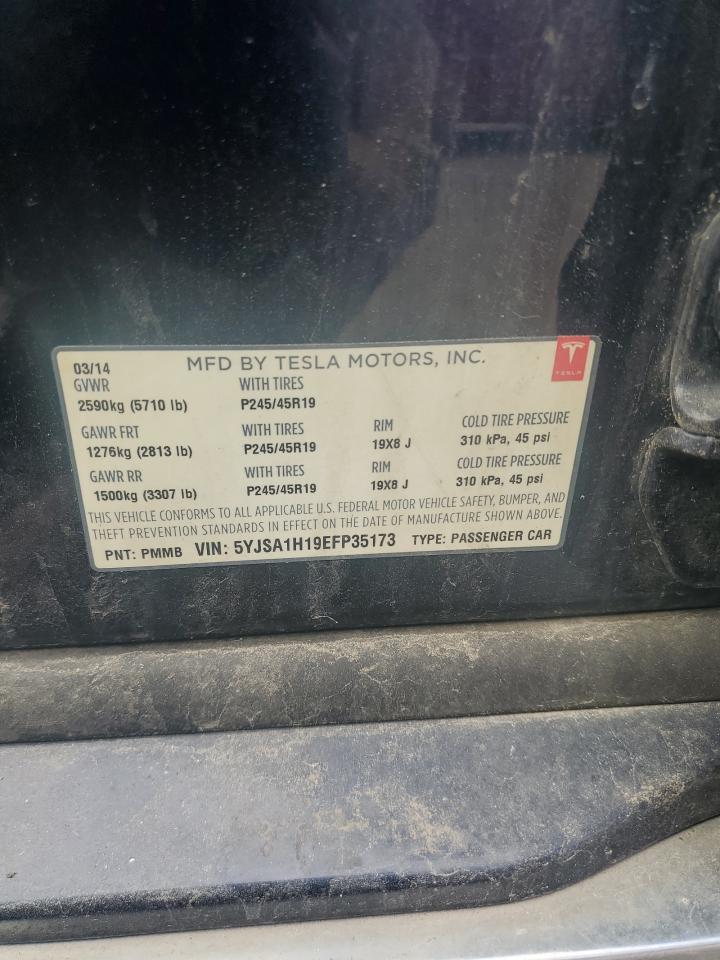 03/14 MFD BY TESLA MOTORS, INC.
TESLA
GVWR WITH TIRES
2590kg (5710 lb) P245/45R19
GAWR FRT WITH TIRES RIM COLD TIRE PRESSURE
1276kg (2813 lb) P245/45R19 19X8 J 310 kPa, 45 psi
GAWR RR WITH TIRES RIM COLD TIRE PRESSURE
1500kg (3307 lb) P245/45R19 19X8 J 310 kPa, 45 psi
THIS VEHICLE CONFORMS TO ALL APPLICABLE U.S. FEDERAL MOTOR VEHICLE SAFETY, BUMPER, AND
THEFT PREVENTION STANDARDS IN EFFECT ON THE DATE OF MANUFACTURE SHOWN ABOVE.
PNT: PMMB VIN: 5YJSA1H19EFP35173 TYPE: PASSENGER CAR